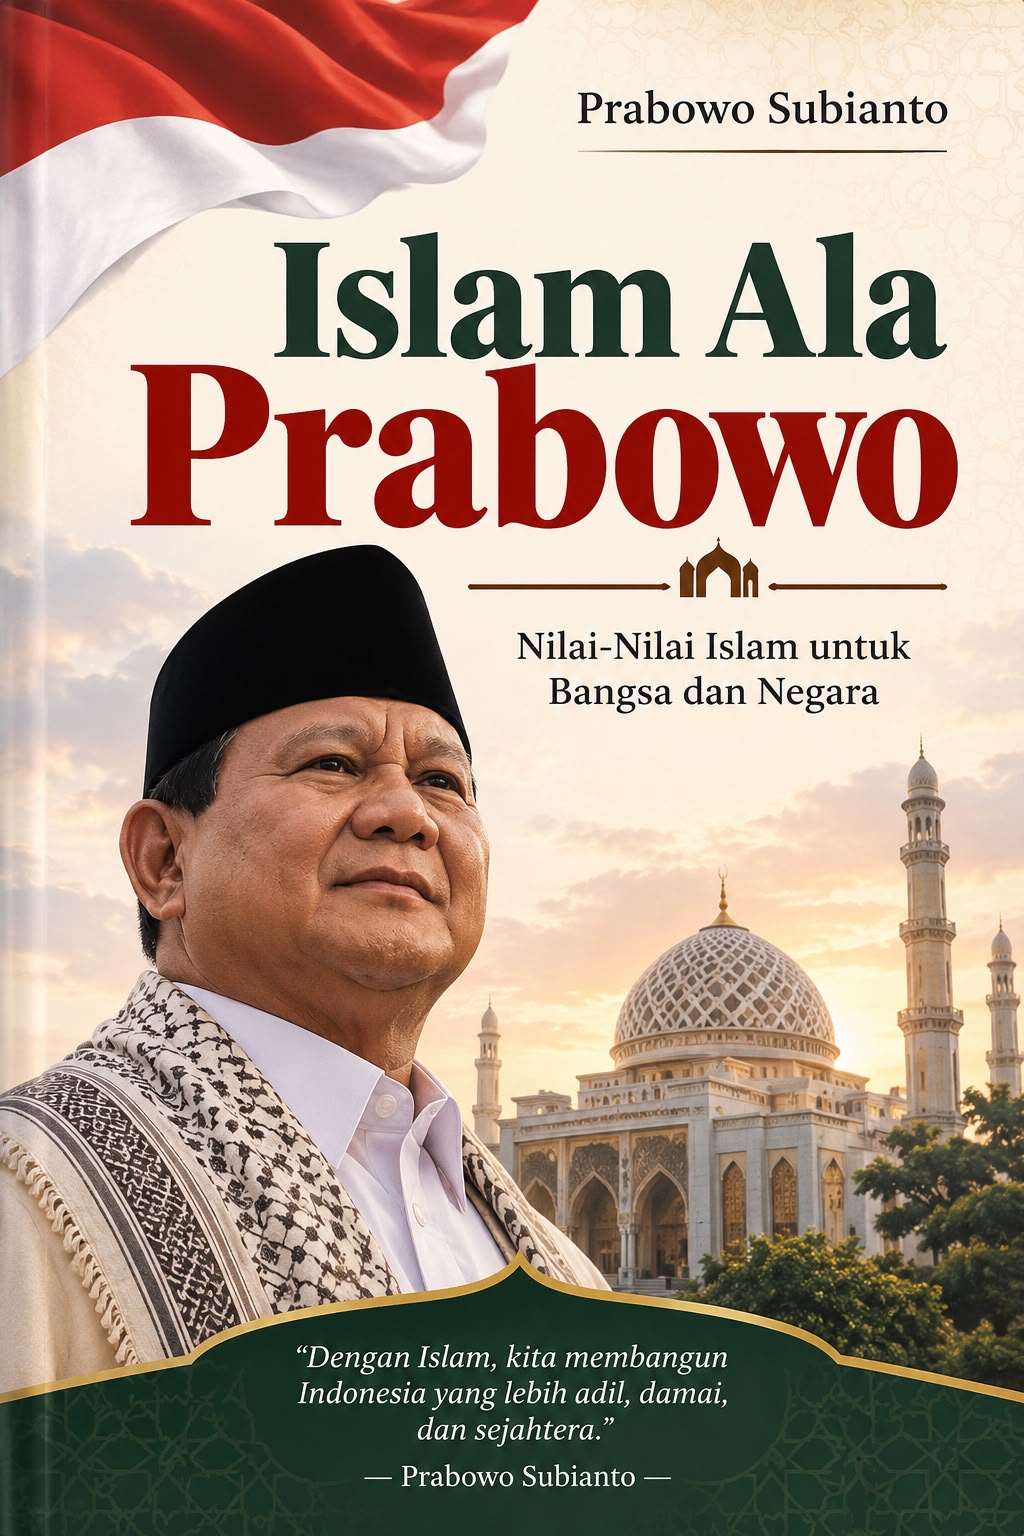 Prabowo Subianto
Islam Ala
Prabowo
Nilai-Nilai Islam untuk
Bangsa dan Negara
“Dengan Islam, kita membangun
Indonesia yang lebih adil, damai,
dan sejahtera.”
— Prabowo Subianto —